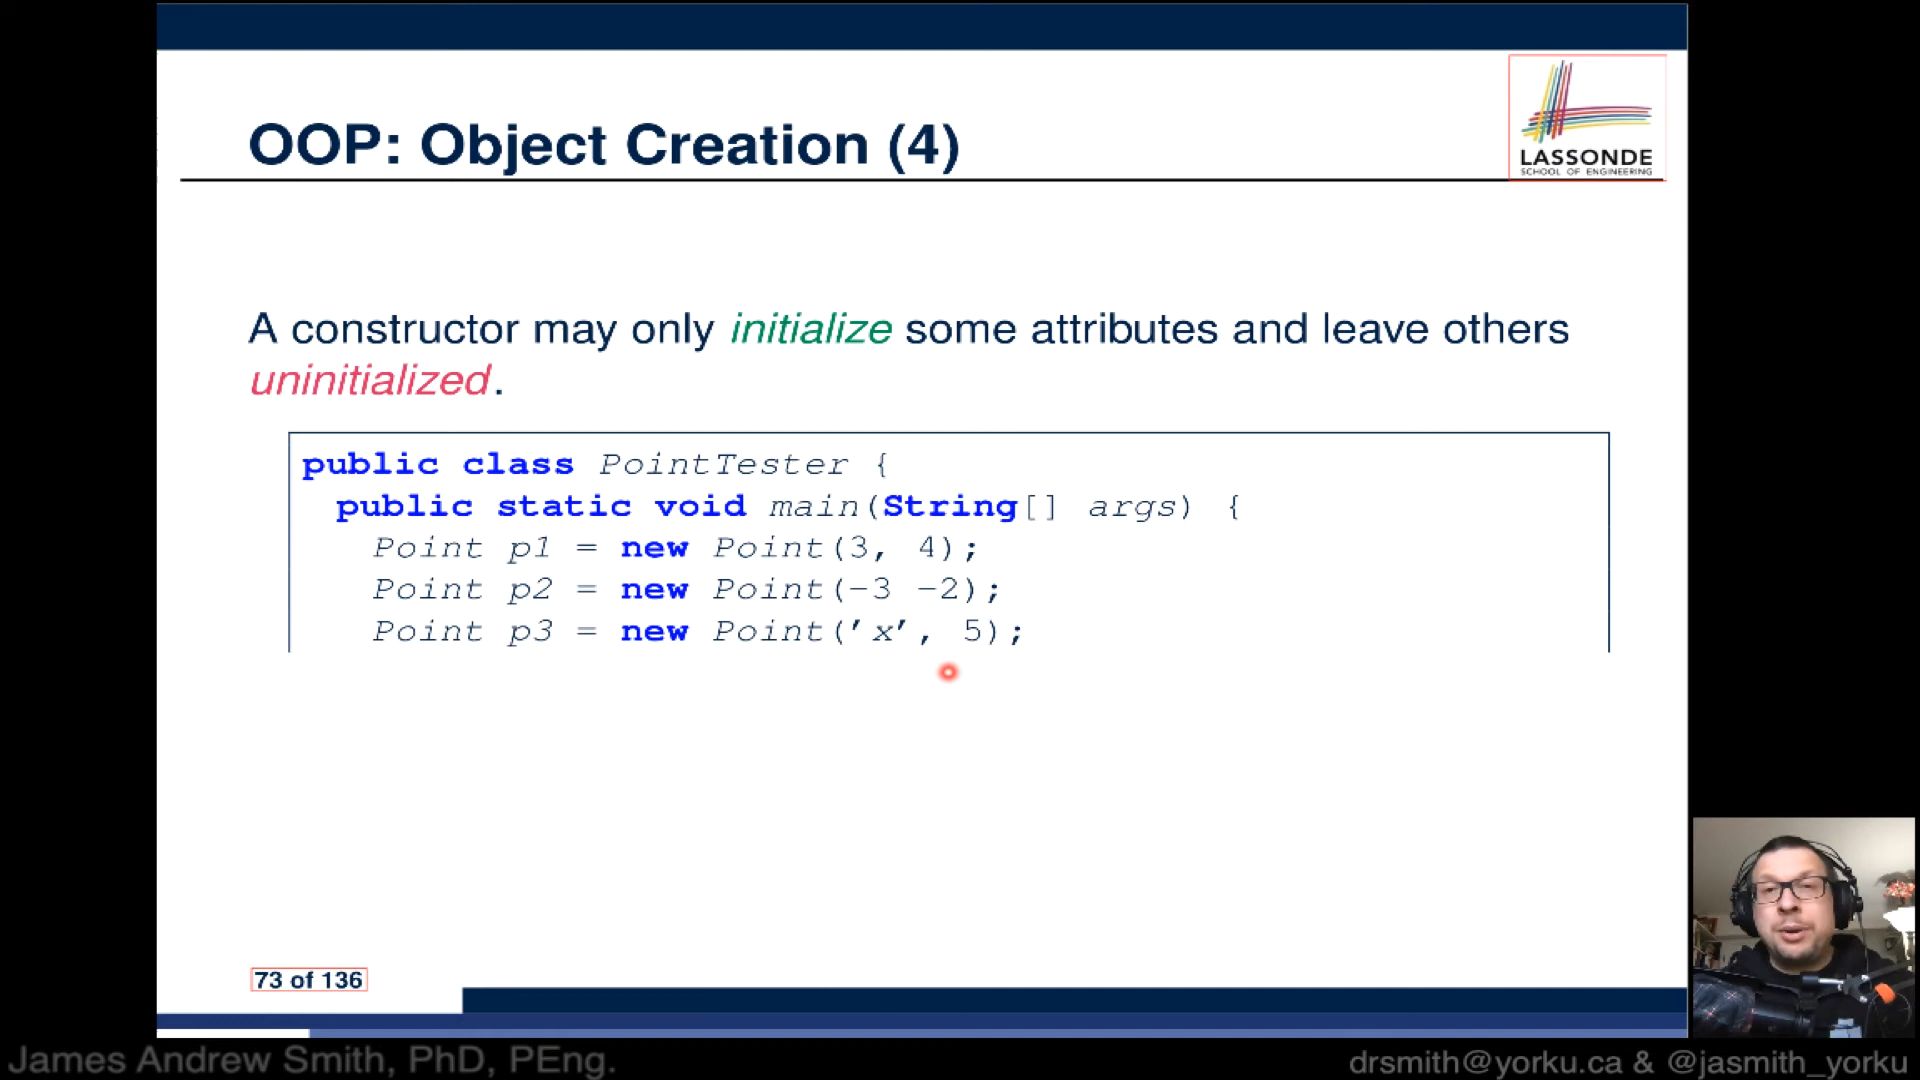 OOP: Object Creation (4)
LASSONDE
SCHOOL OF ENGINEERING
A constructor may only initialize some attributes and leave others
uninitialized.
public class PointTester {
public static void main(String[] args) {
Point p1 = new Point(3, 4);
Point p2 = new Point(-3 -2);
Point p3 = new Point('x', 5);
73 of 136
James Andrew Smith, PhD, PEng.
drsmith@yorku.ca & @jasmith_yorku